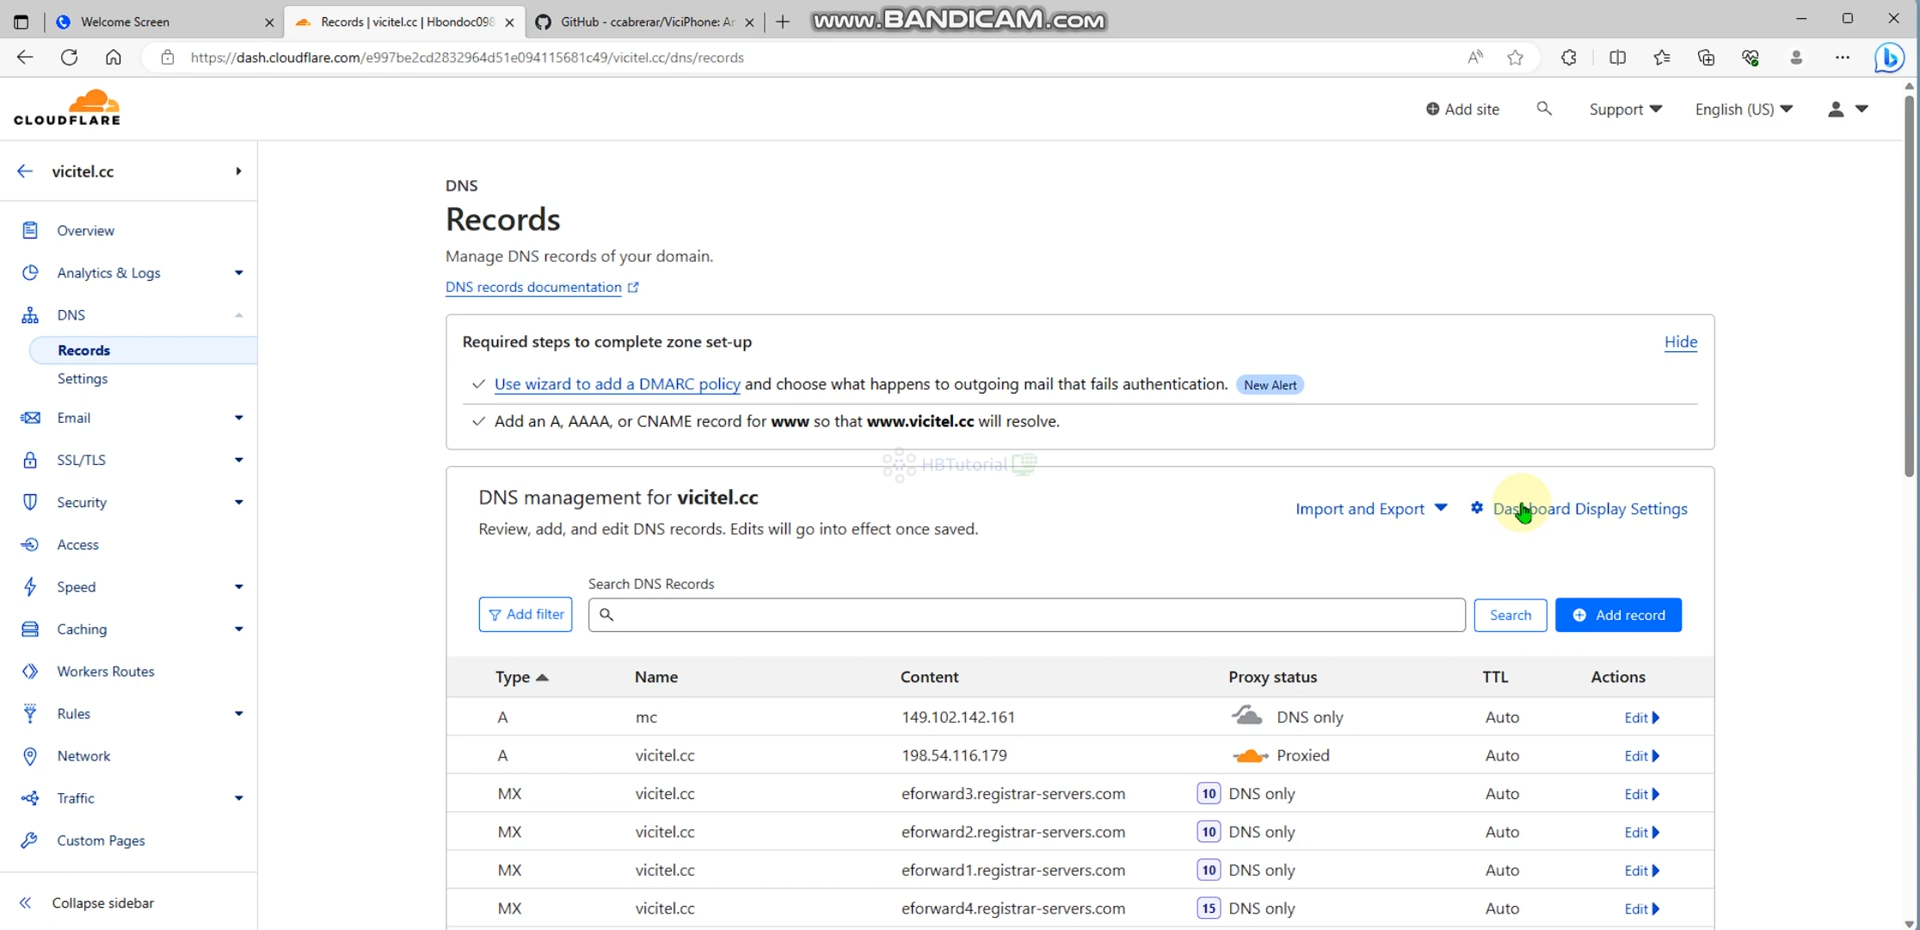 Welcome Screen
Records | vicitel.cc | Hbondoc098
GitHub - ccabrerar/ViciPhone: Ar
www.BANDICAM.com
https://dash.cloudflare.com/e997be2cd2832964d51e094115681c49/vicitel.cc/dns/records
CLOUDFLARE
Add site
Support
English (US)
vicitel.cc
Overview
Analytics & Logs
DNS
Records
Settings
Email
SSL/TLS
Security
Access
Speed
Caching
Workers Routes
Rules
Network
Traffic
Custom Pages
Collapse sidebar
DNS
Records
Manage DNS records of your domain.
DNS records documentation
Required steps to complete zone set-up
Hide
Use wizard to add a DMARC policy and choose what happens to outgoing mail that fails authentication. New Alert
Add an A, AAAA, or CNAME record for www so that www.vicitel.cc will resolve.
HBTutorial
DNS management for vicitel.cc
Review, add, and edit DNS records. Edits will go into effect once saved.
Import and Export
Dashboard Display Settings
Search DNS Records
Add filter
Search
Add record
Type Name Content Proxy status TTL Actions
A mc 149.102.142.161 DNS only Auto Edit
A vicitel.cc 198.54.116.179 Proxied Auto Edit
MX vicitel.cc eforward3.registrar-servers.com 10 DNS only Auto Edit
MX vicitel.cc eforward2.registrar-servers.com 10 DNS only Auto Edit
MX vicitel.cc eforward1.registrar-servers.com 10 DNS only Auto Edit
MX vicitel.cc eforward4.registrar-servers.com 15 DNS only Auto Edit